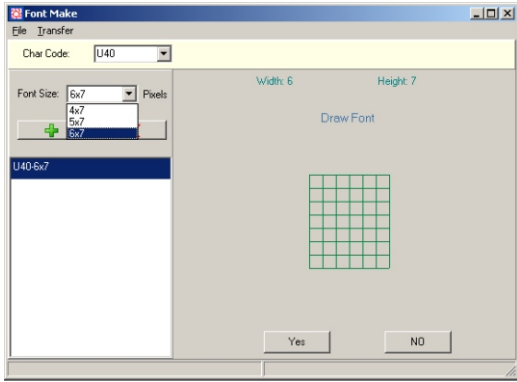 Font Make
File Transfer
Char Code: U40
Font Size: 6x7 Pixels
4x7
5x7
6x7
U40-6x7
Width: 6 Height: 7
Draw Font
Yes NO